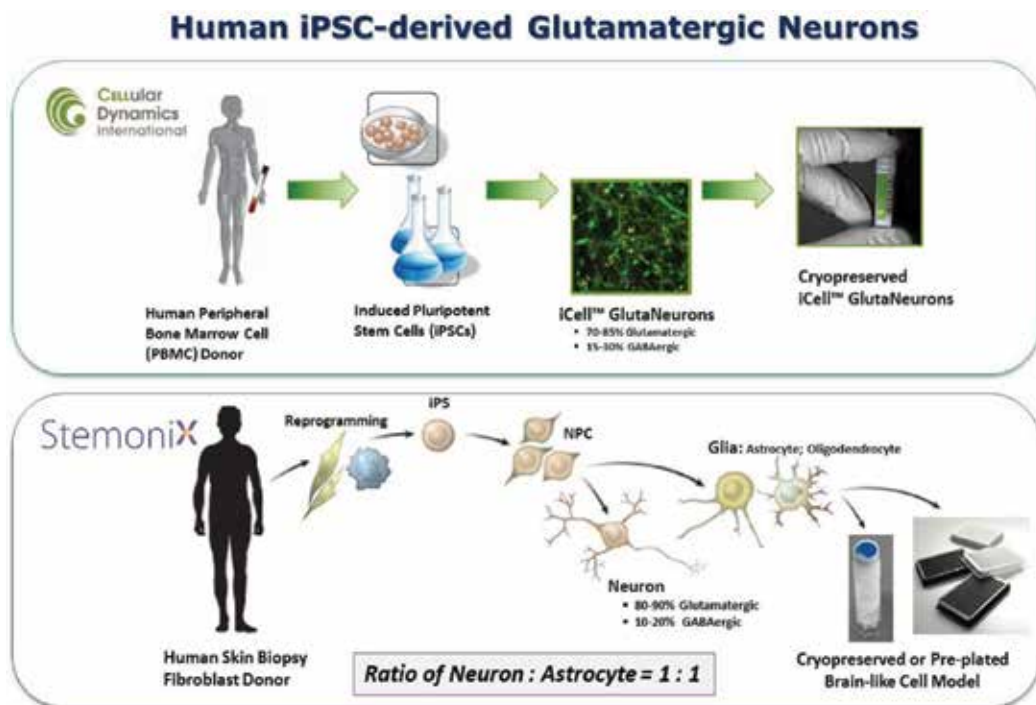 Human iPSC-derived Glutamatergic Neurons
Cellular
Dynamics
international
Human Peripheral
Bone Marrow Cell
(PBMC) Donor
Induced Pluripotent
Stem Cells (iPSCs)
iCell™ GlutaNeurons
• 70-85% Glutamatergic
• 15-30% GABAergic
Cryopreserved
iCell™ GlutaNeurons
StemoniX
Reprogramming
iPS
NPC
Glia: Astrocyte; Oligodendrocyte
Neuron
• 80-90% Glutamatergic
• 10-20% GABAergic
Human Skin Biopsy
Fibroblast Donor
Ratio of Neuron : Astrocyte = 1 : 1
Cryopreserved or Pre-plated
Brain-like Cell Model